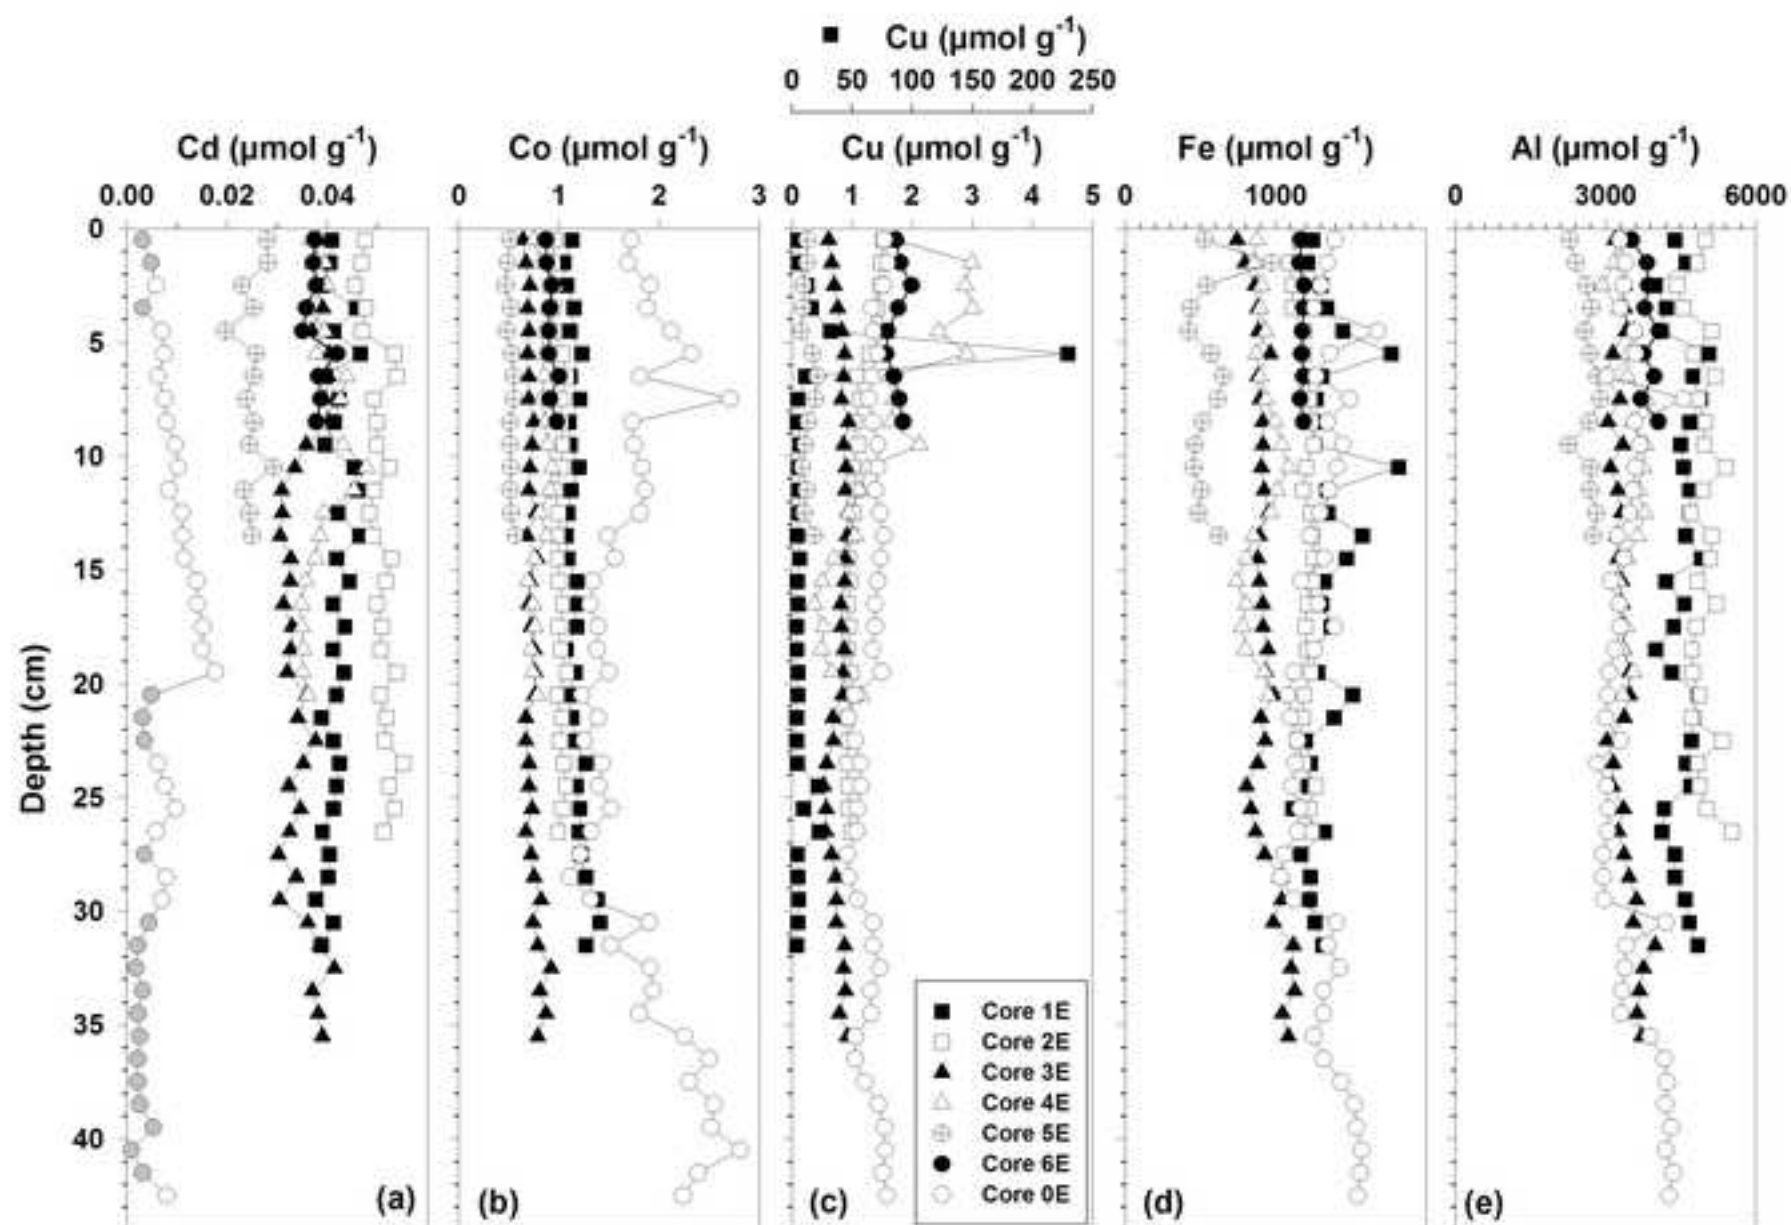 ■ Cu (µmol g⁻¹)
0 50 100 150 200 250
Cd (µmol g⁻¹) Co (µmol g⁻¹) Cu (µmol g⁻¹) Fe (µmol g⁻¹) Al (µmol g⁻¹)
0.00 0.02 0.04 0 1 2 3 0 1 2 3 4 5 0 1000 0 3000 6000
0
5
10
15
20
25
30
35
40
Depth (cm)
Core 1E
Core 2E
Core 3E
Core 4E
Core 5E
Core 6E
Core 0E
(a) (b) (c) (d) (e)